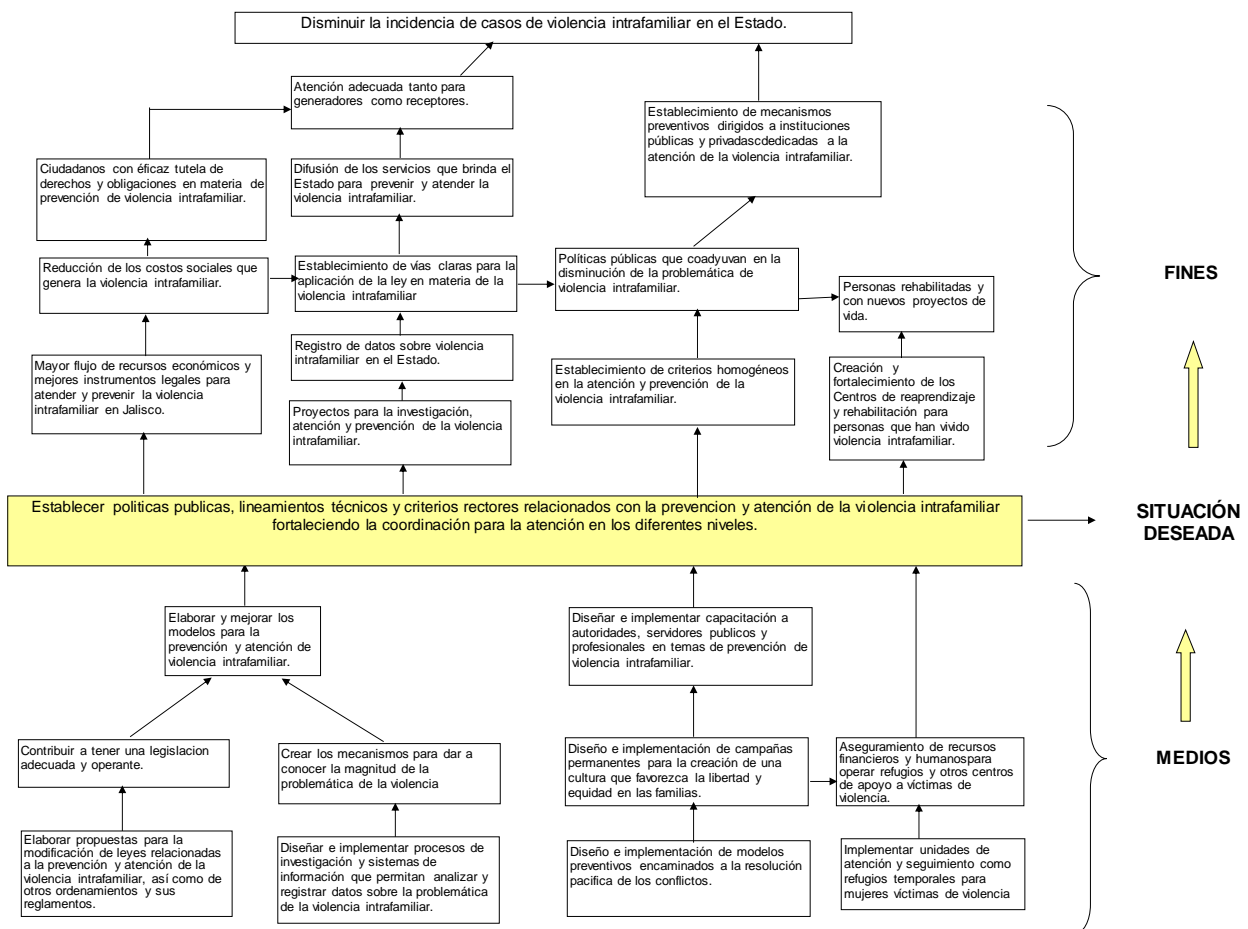 Disminuir la incidencia de casos de violencia intrafamiliar en el Estado.
Atención adecuada tanto para
generadores como receptores.
Establecimiento de mecanismos
preventivos dirigidos a instituciones
públicas y privadascdedicadas a la
atención de la violencia intrafamiliar.
Ciudadanos con éficaz tutela de
derechos y obligaciones en materia de
prevención de violencia intrafamiliar.
Difusión de los servicios que brinda el
Estado para prevenir y atender la
violencia intrafamiliar.
Reducción de los costos sociales que
genera la violencia intrafamiliar.
Establecimiento de vías claras para la
aplicación de la ley en materia de la
violencia intrafamiliar
Políticas públicas que coadyuvan en la
disminución de la problemática de
violencia intrafamiliar.
Personas rehabilitadas y
con nuevos proyectos de
vida.
FINES
Mayor flujo de recursos económicos y
mejores instrumentos legales para
atender y prevenir la violencia
intrafamiliar en Jalisco.
Registro de datos sobre violencia
intrafamiliar en el Estado.
Proyectos para la investigación,
atención y prevención de la violencia
intrafamiliar.
Establecimiento de criterios homogéneos
en la atención y prevención de la
violencia intrafamiliar.
Creación y
fortalecimiento de los
Centros de reaprendizaje
y rehabilitación para
personas que han vivido
violencia intrafamiliar.
Establecer politicas publicas, lineamientos técnicos y criterios rectores relacionados con la prevencion y atención de la violencia intrafamiliar
fortaleciendo la coordinación para la atención en los diferentes niveles.
SITUACIÓN
DESEADA
Elaborar y mejorar los
modelos para la
prevención y atención de
violencia intrafamiliar.
Diseñar e implementar capacitación a
autoridades, servidores publicos y
profesionales en temas de prevención de
violencia intrafamiliar.
Contribuir a tener una legislacion
adecuada y operante.
Crear los mecanismos para dar a
conocer la magnitud de la
problemática de la violencia
Diseño e implementación de campañas
permanentes para la creación de una
cultura que favorezca la libertad y
equidad en las familias.
Aseguramiento de recursos
financieros y humanospara
operar refugios y otros centros
de apoyo a víctimas de
violencia.
MEDIOS
Elaborar propuestas para la
modificación de leyes relacionadas
a la prevención y atención de la
violencia intrafamiliar, así como de
otros ordenamientos y sus
reglamentos.
Diseñar e implementar procesos de
investigación y sistemas de
información que permitan analizar y
registrar datos sobre la problemática
de la violencia intrafamiliar.
Diseño e implementación de modelos
preventivos encaminados a la resolución
pacifica de los conflictos.
Implementar unidades de
atención y seguimiento como
refugios temporales para
mujeres víctimas de violencia